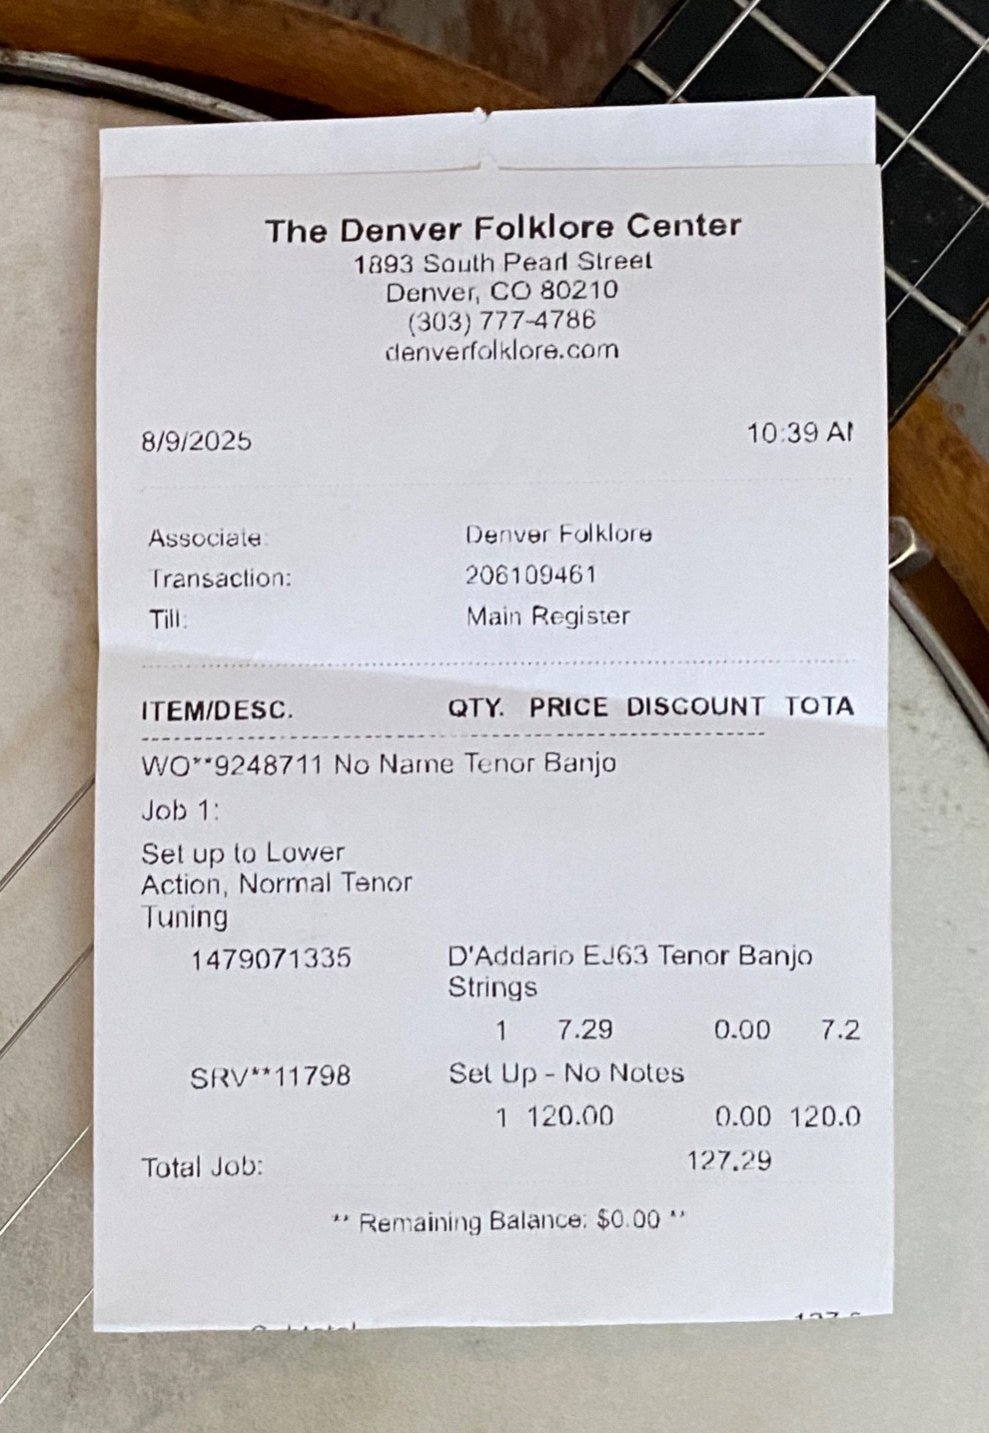 The Denver Folklore Center
1893 South Pearl Street
Denver, CO 80210
(303) 777-4786
denverfolklore.com
8/9/2025 10:39 AM
Associate: Denver Folklore
Transaction: 206109461
Till: Main Register
ITEM/DESC. QTY. PRICE DISCOUNT TOTA
WO**9248711 No Name Tenor Banjo
Job 1:
Set up to Lower
Action, Normal Tenor
Tuning
1479071335 D'Addario EJ63 Tenor Banjo
Strings
1 7.29 0.00 7.2
SRV**11798 Set Up - No Notes
1 120.00 0.00 120.0
Total Job: 127.29
** Remaining Balance: $0.00 **